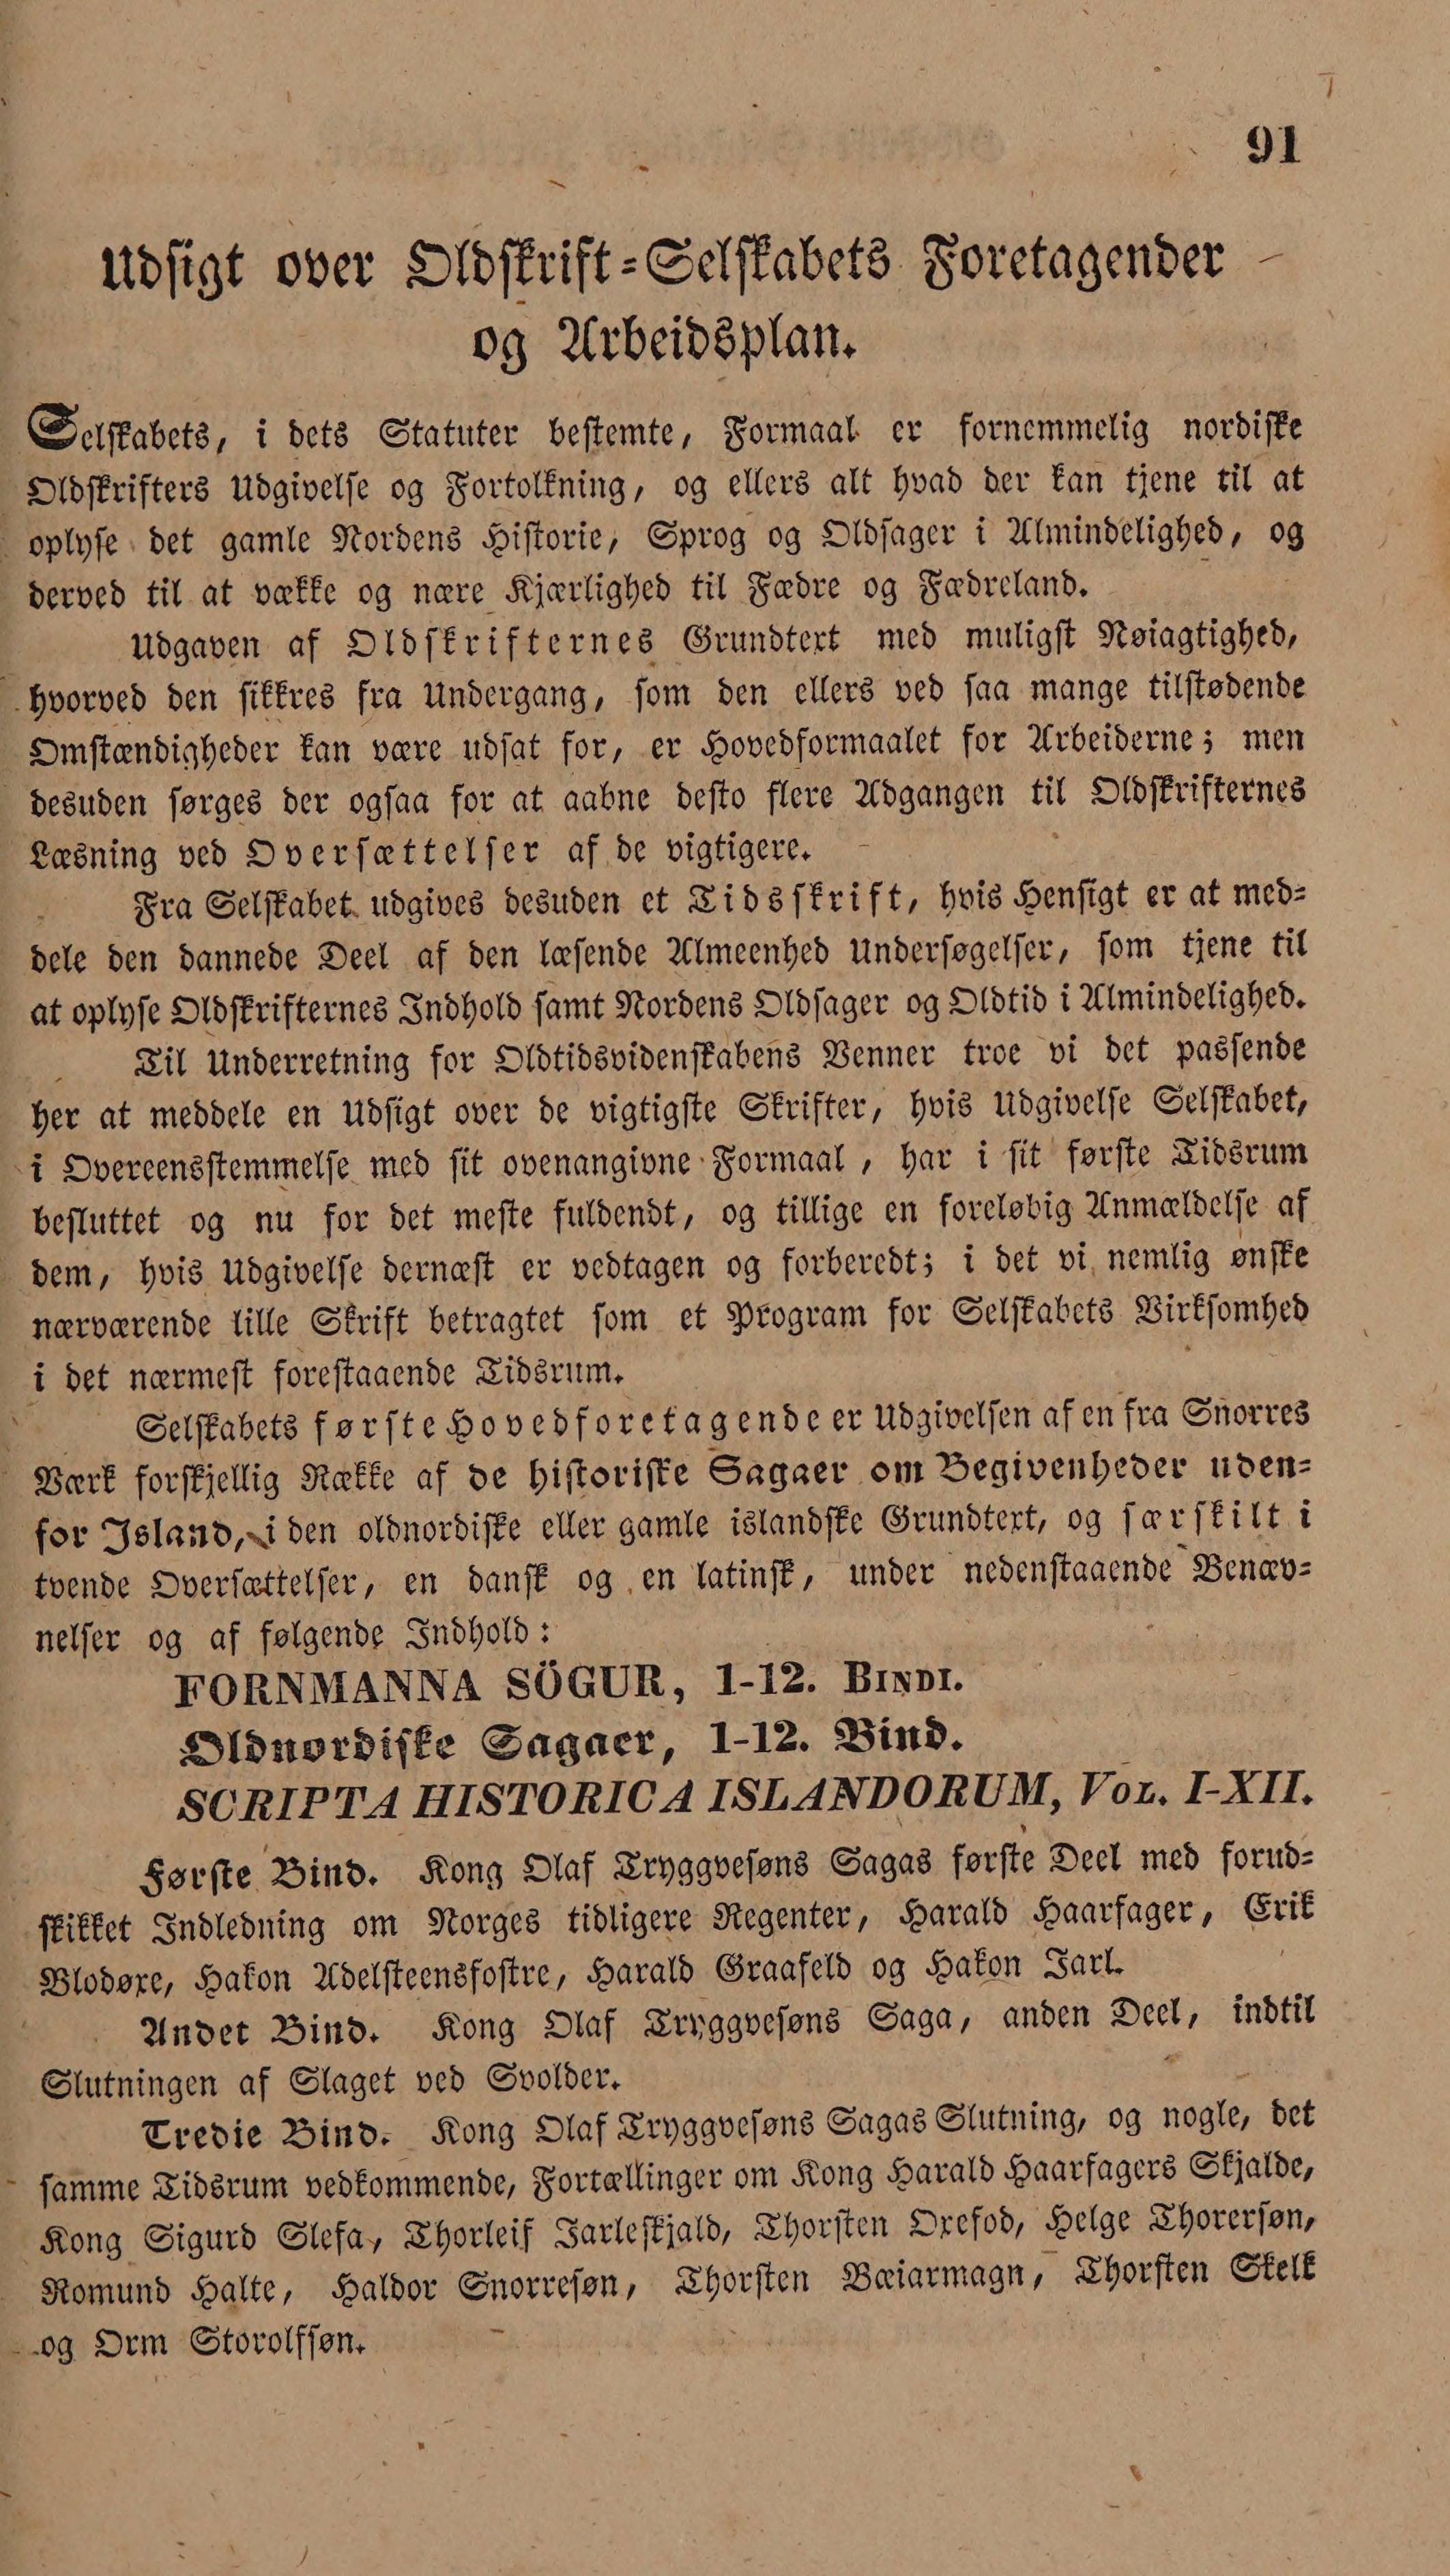 91
Udſigt over Oldſkrift-Selſkabets Foretagender
og Arbeidsplan.
Selſkabets, i dets Statuter beſtemte, Formaal er fornemmelig nordiſke
Oldſkrifters Udgivelſe og Fortolkning, og ellers alt hvad der kan tjene til at
oplyſe det gamle Nordens Hiſtorie, Sprog og Oldſager i Almindelighed, og
derved til at vække og nære Kjærlighed til Fædre og Fædreland.
Udgaven af Oldſkrifternes Grundtext med muligſt Nøiagtighed,
hvorved den ſikkres fra Undergang, ſom den ellers ved ſaa mange tilſtødende
Omſtændigheder kan være udſat for, er Hovedformaalet for Arbeiderne; men
desuden ſørges der ogſaa for at aabne deſto flere Adgangen til Oldſkrifternes
Læsning ved Overſættelſer af de vigtigere.
Fra Selſkabet udgives desuden et Tidsſkrift, hvis Henſigt er at med-
dele den dannede Deel af den læſende Almeenhed Underſøgelſer, ſom tjene til
at oplyſe Oldſkrifternes Indhold ſamt Nordens Oldſager og Oldtid i Almindelighed.
Til Underretning for Oldtidsvidenſkabens Venner troe vi det pasſende
her at meddele en Udſigt over de vigtigſte Skrifter, hvis Udgivelſe Selſkabet,
i Overeensſtemmelſe med ſit ovenangivne Formaal, har i ſit førſte Tidsrum
beſluttet og nu for det meſte fuldendt, og tillige en foreløbig Anmældelſe af
dem, hvis Udgivelſe dernæſt er vedtagen og forberedt; i det vi nemlig ønſke
nærværende lille Skrift betragtet ſom et Program for Selſkabets Virkſomhed
i det nærmeſt foreſtaaende Tidsrum.
Selſkabets førſte Hovedforetagende er Udgivelſen af en fra Snorres
Værk forſkjellig Række af de hiſtoriſke Sagaer om Begivenheder uden-
for Island, i den oldnordiſke eller gamle islandſke Grundtext, og ſærſkilt i
tvende Overſættelſer, en danſk og en latinſk, under nedenſtaaende Benæv-
nelſer og af følgende Indhold:
FORNMANNA SÖGUR, 1-12. BINDI.
Oldnordiſke Sagaer, 1-12. Bind.
SCRIPTA HISTORICA ISLANDORUM, VOL. I-XII.
Førſte Bind. Kong Olaf Tryggveſøns Sagas førſte Deel med forud-
ſkikket Indledning om Norges tidligere Regenter, Harald Haarfager, Erik
Blodøxe, Hakon Adelſteensfoſtre, Harald Graafeld og Hakon Jarl.
Andet Bind. Kong Olaf Tryggveſøns Saga, anden Deel, indtil
Slutningen af Slaget ved Svolder.
Tredie Bind. Kong Olaf Tryggveſøns Sagas Slutning, og nogle, det
ſamme Tidsrum vedkommende, Fortællinger om Kong Harald Haarfagers Skjalde,
Kong Sigurd Slefa, Thorleif Jarleſkjald, Thorſten Oxefod, Helge Thorerſøn,
Romund Halte, Haldor Snorreſøn, Thorſten Bæiarmagn, Thorſten Skelk
og Orm Storolfſøn.